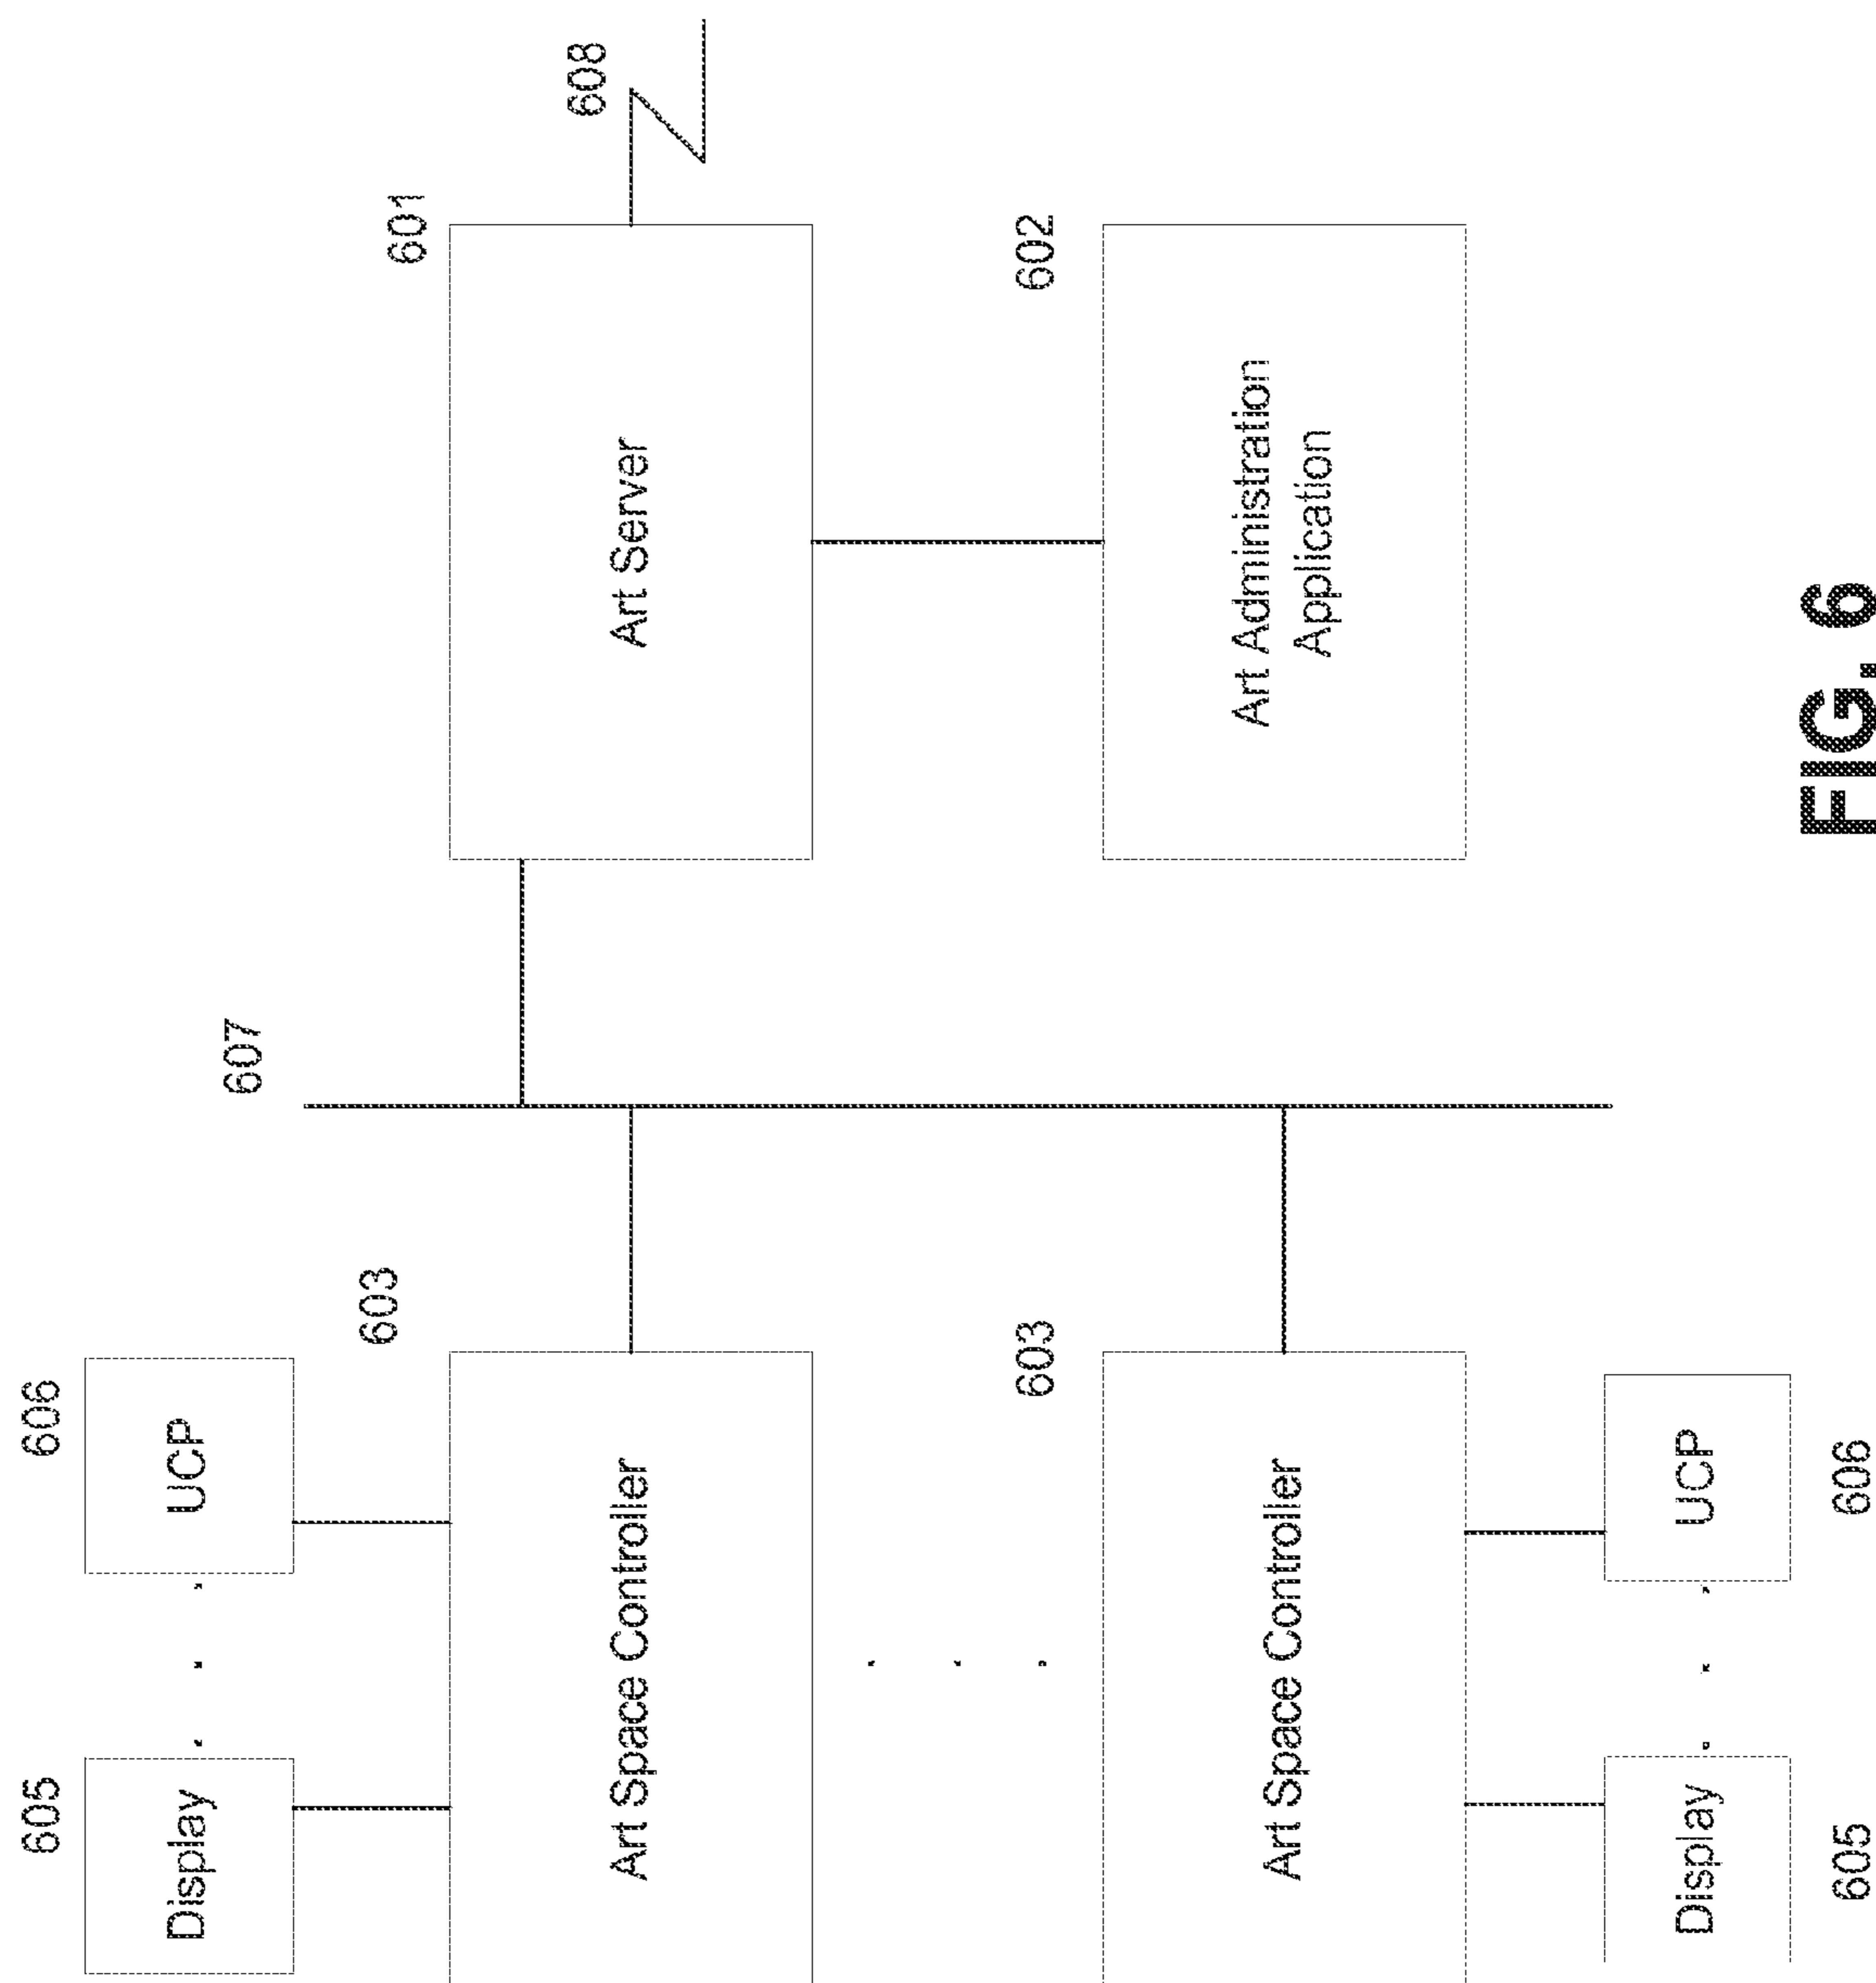 605
606
Display
UCP
603
607
601
608
Art Space Controller
Art Server
603
602
Art Space Controller
Art Administration
Application
Display
UCP
605
606
FIG. 6